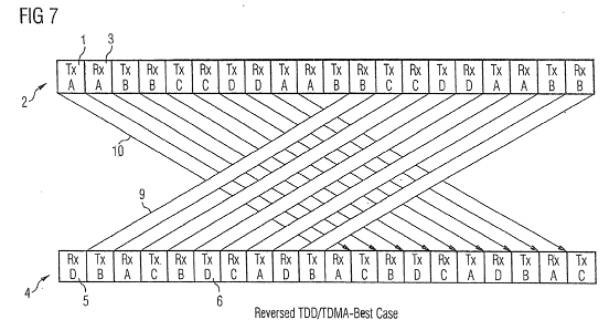 FIG 7
1 3
Tx Rx Tx Rx Tx Rx Tx Rx Tx Rx Tx Rx Tx Rx Tx Rx Tx Rx Tx Rx
A A B B C C D D A A B B C C D D A A B B
2
10
9
Rx Tx Rx Tx Rx Tx Rx Tx Rx Tx Rx Tx Rx Tx Rx Tx Rx Tx Rx Tx
D B A C B D C A D B A C B D C A D B A C
4
5 6
Reversed TDD/TDMA-Best Case